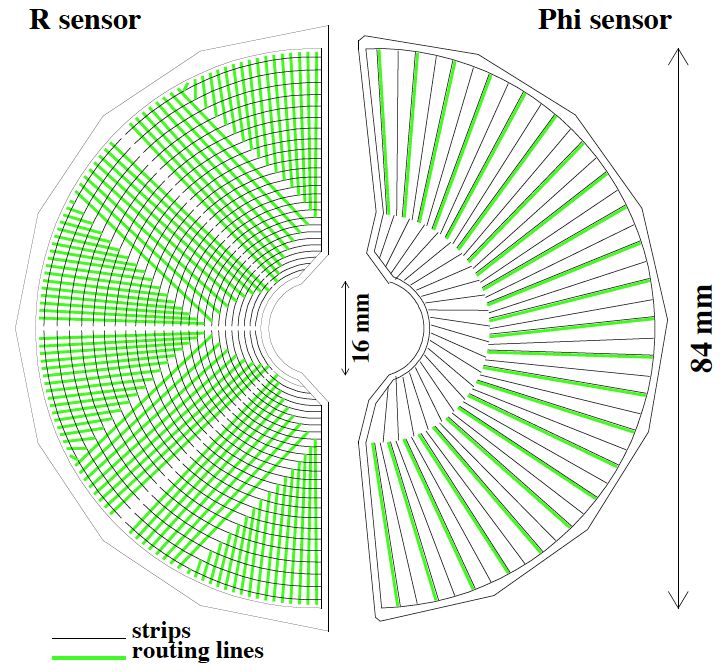 R sensor
Phi sensor
16 mm
84 mm
strips
routing lines